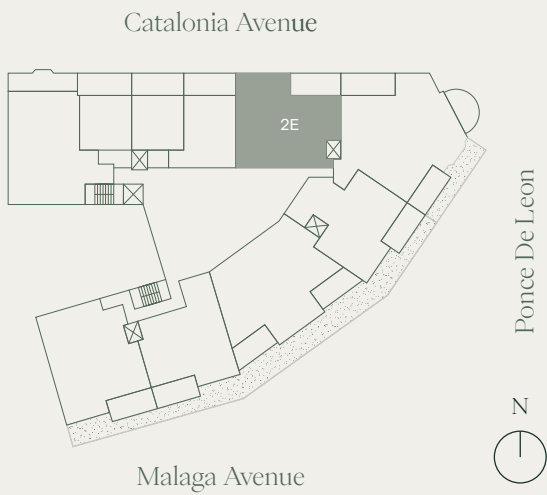 Catalonia Avenue
2E
Ponce De Leon
N
Malaga Avenue